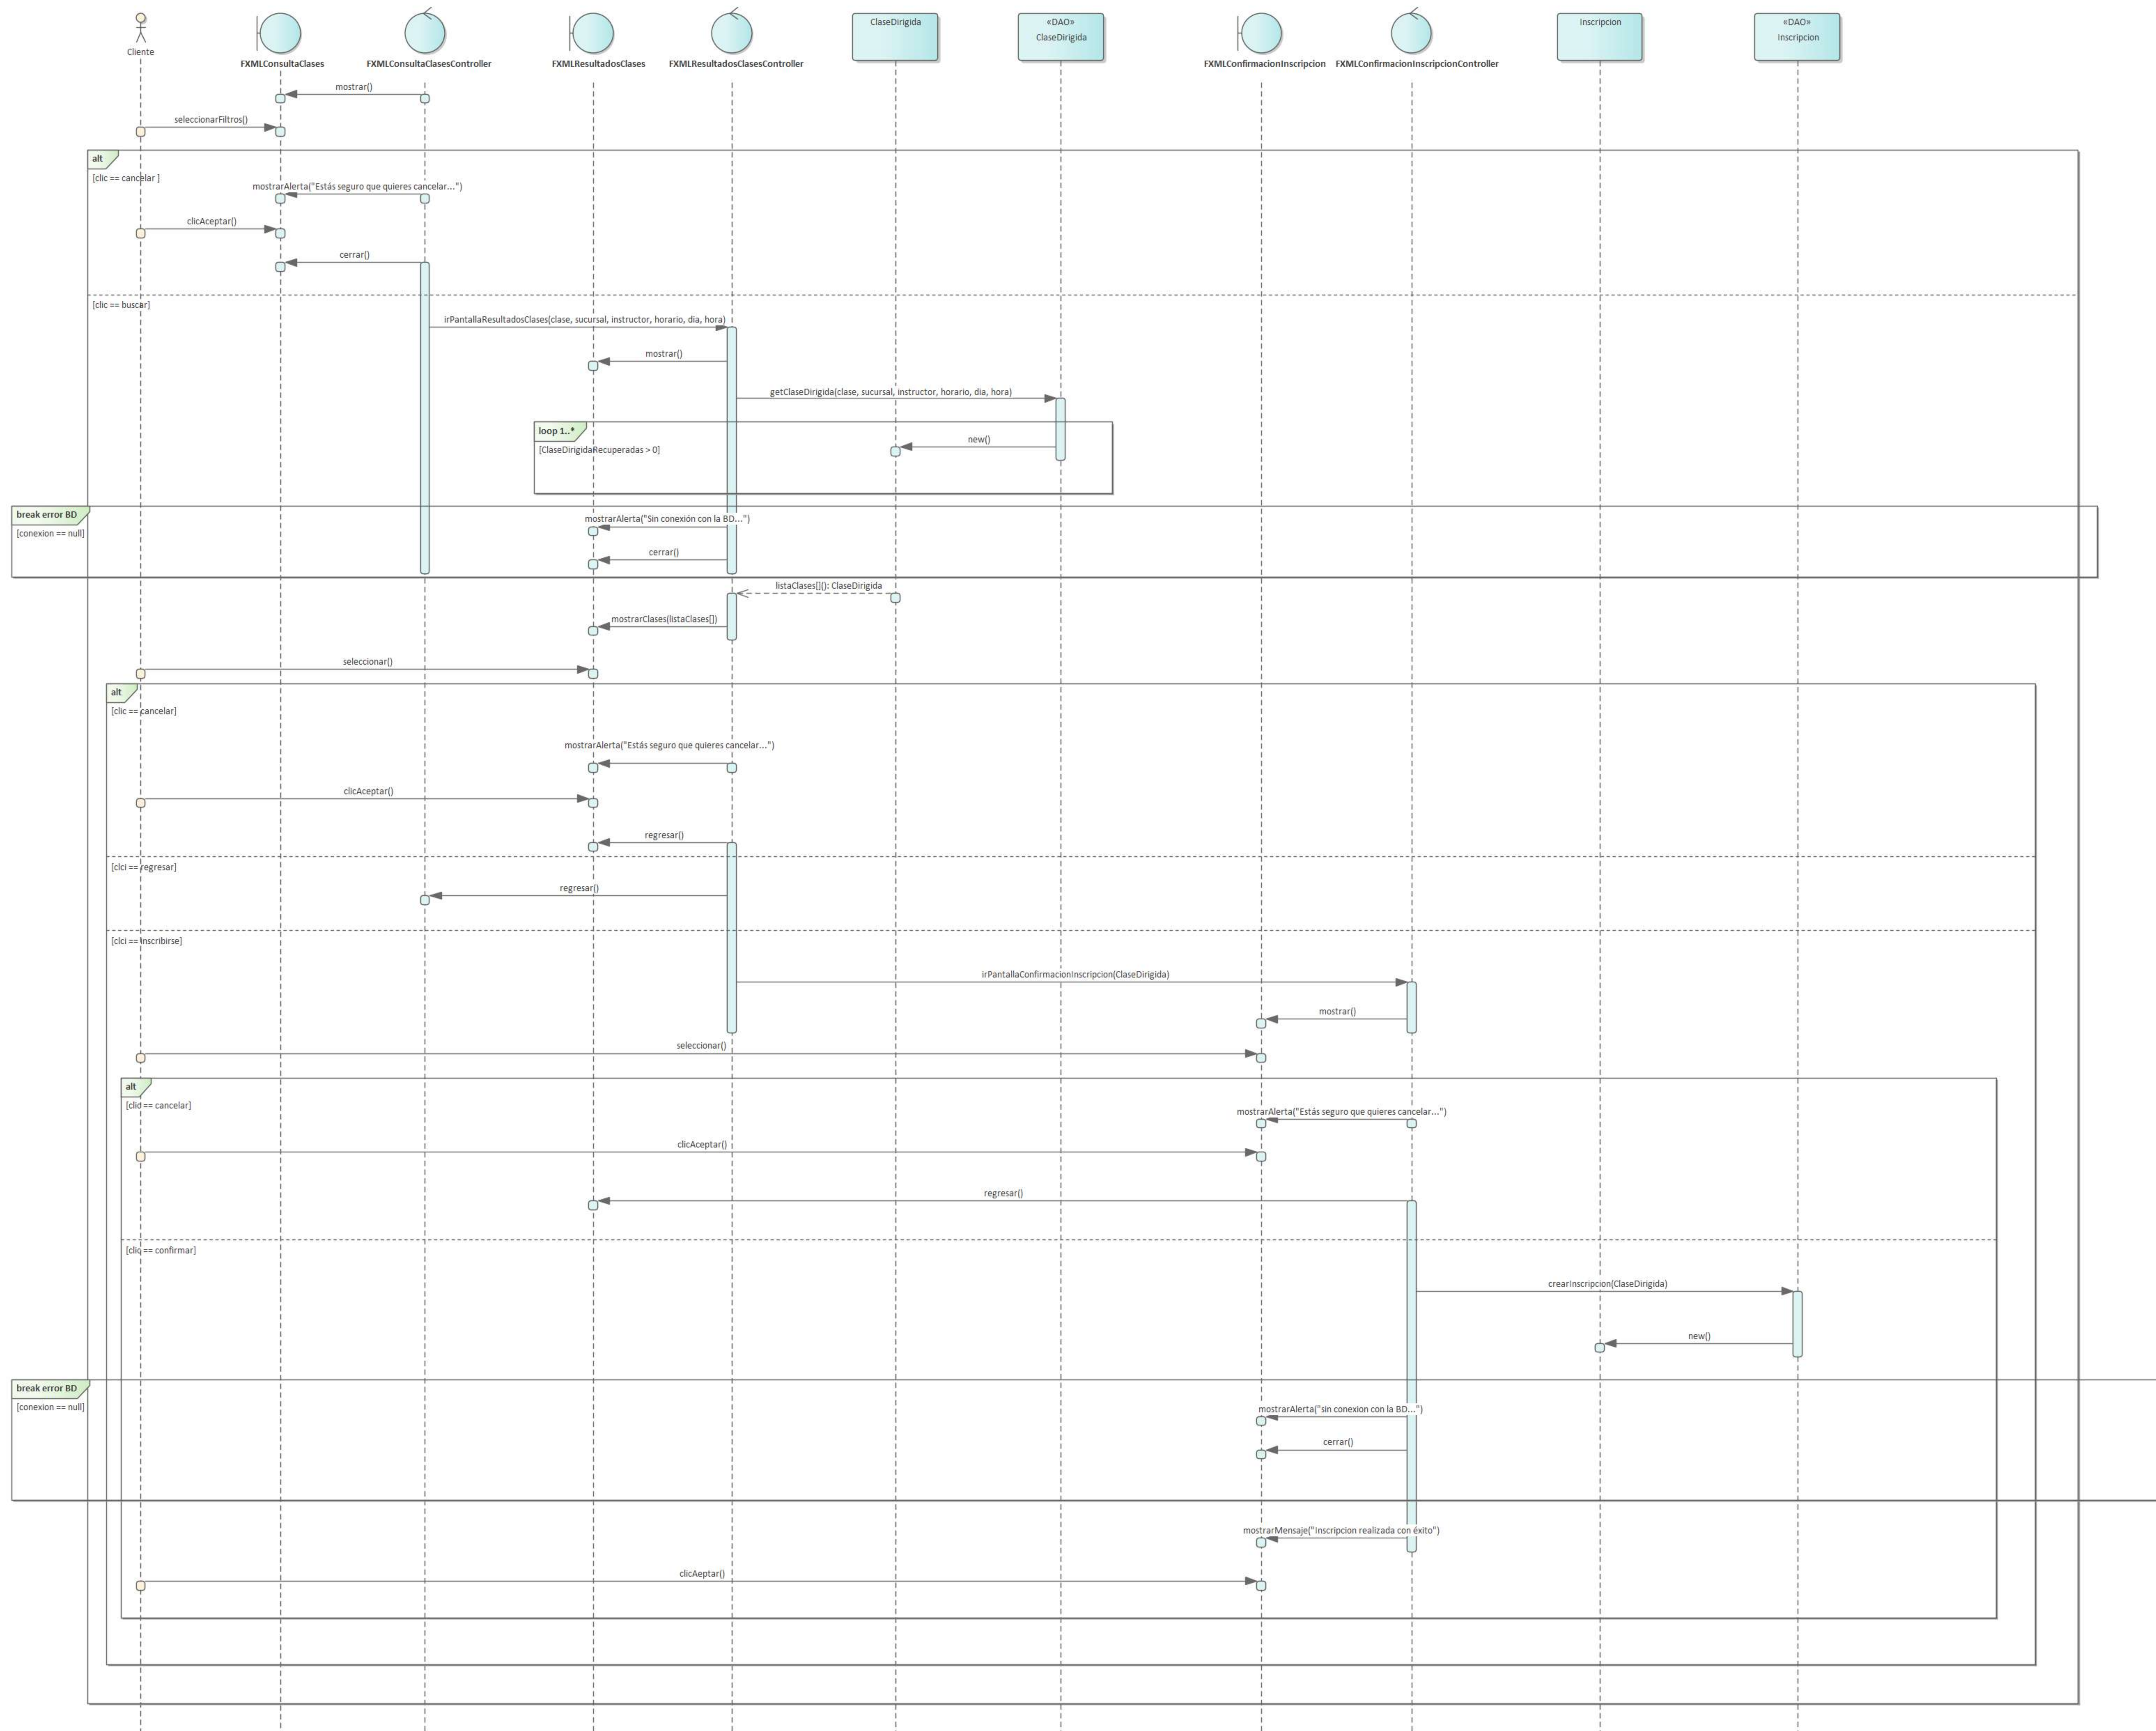 Cliente
FXMLConsultaClases
FXMLConsultaClasesController
FXMLResultadosClases
FXMLResultadosClasesController
ClaseDirigida
«DAO»
ClaseDirigida
FXMLConfirmacionInscripcion
FXMLConfirmacionInscripcionController
Inscripcion
«DAO»
Inscripcion
mostrar()
seleccionarFiltros()
alt
[clic == cancelar ]
mostrarAlerta("Estás seguro que quieres cancelar...")
clicAceptar()
cerrar()
[clic == buscar]
irPantallaResultadosClases(clase, sucursal, instructor, horario, dia, hora)
mostrar()
getClaseDirigida(clase, sucursal, instructor, horario, dia, hora)
loop 1..*
new()
[ClaseDirigidaRecuperadas > 0]
break error BD
mostrarAlerta("Sin conexión con la BD...")
[conexion == null]
cerrar()
listaClases[](): ClaseDirigida
mostrarClases(listaClases[])
seleccionar()
alt
[clic == cancelar]
mostrarAlerta("Estás seguro que quieres cancelar...")
clicAceptar()
regresar()
[clci == regresar]
regresar()
[clci == inscribirse]
irPantallaConfirmacionInscripcion(ClaseDirigida)
mostrar()
seleccionar()
alt
[clic == cancelar]
mostrarAlerta("Estás seguro que quieres cancelar...")
clicAceptar()
regresar()
[clic == confirmar]
crearInscripcion(ClaseDirigida)
new()
break error BD
[conexion == null]
mostrarAlerta("sin conexion con la BD...")
cerrar()
mostrarMensaje("Inscripcion realizada con éxito")
clicAeptar()